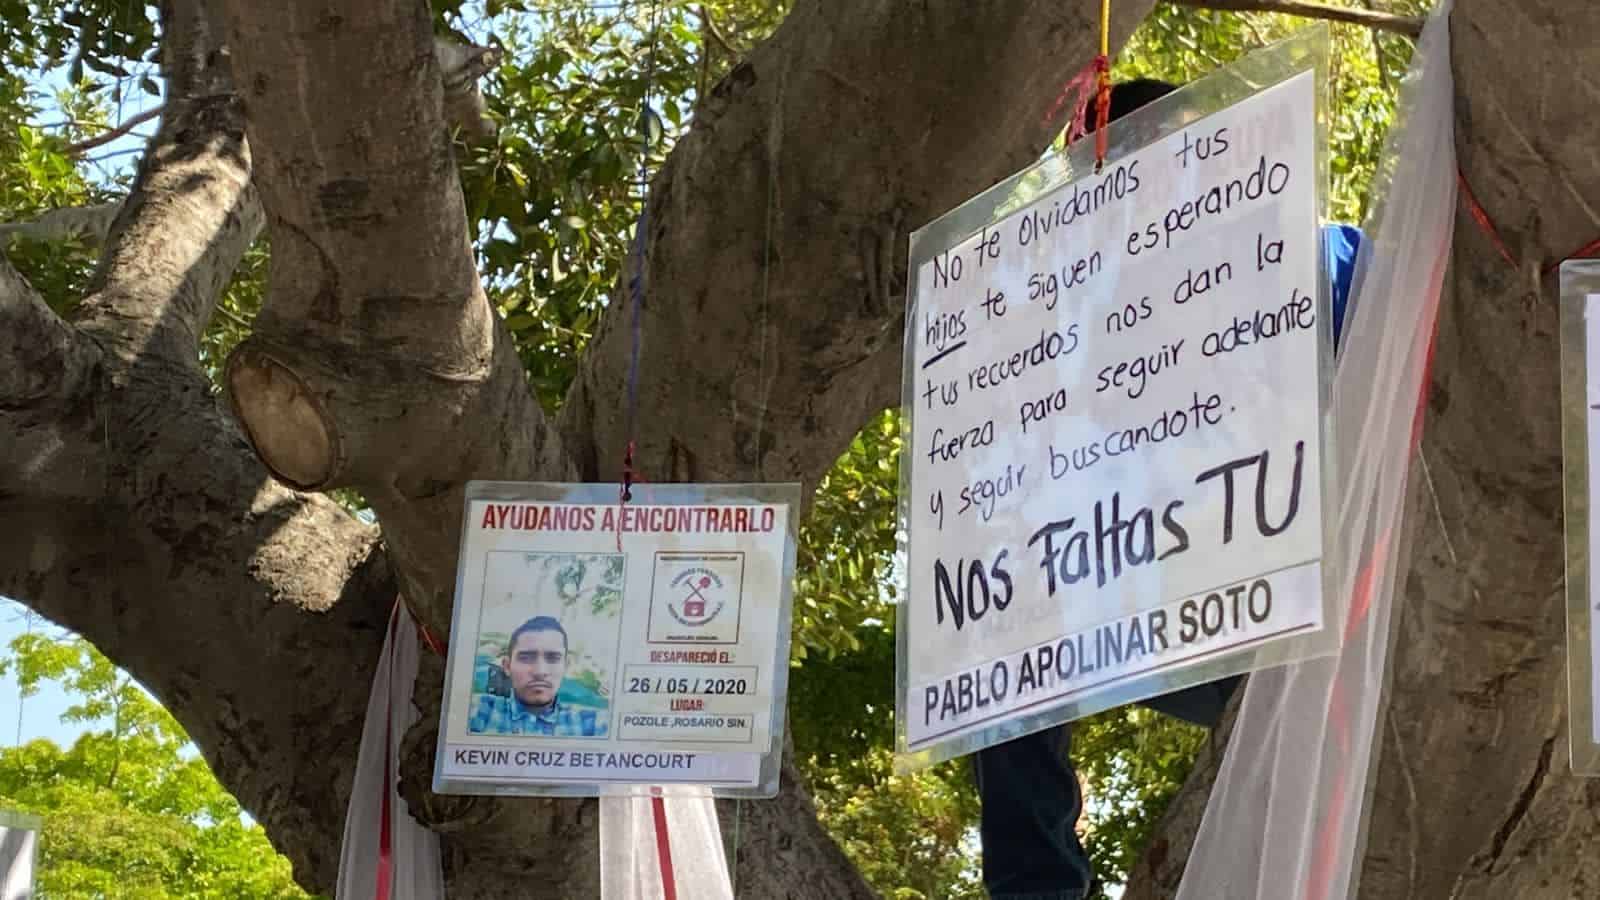 AYUDANOS A ENCONTRARLO
DESAPARECIÓ EL:
26 / 05 / 2020
LUGAR:
POZOLE ,ROSARIO SIN.
KEVIN CRUZ BETANCOURT
No te olvidamos tus
hijos te siguen esperando
tus recuerdos nos dan la
fuerza para seguir adelante
y seguir buscandote.
NOS Faltas TU
PABLO APOLINAR SOTO